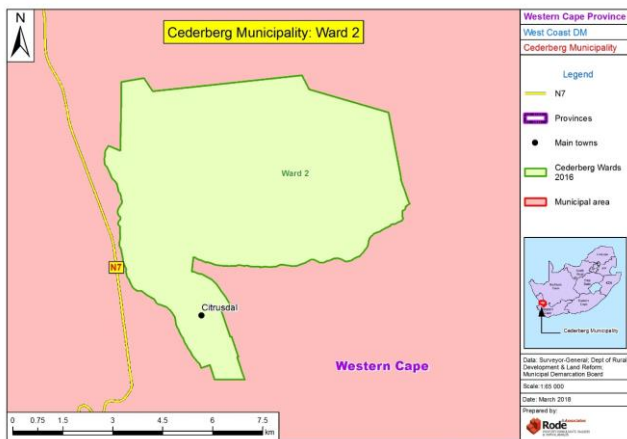 N
Cederberg Municipality: Ward 2
Ward 2
N7
Citrusdal
Western Cape
0 0.75 1.5 3 4.5 6 7.5
km
Western Cape Province
West Coast DM
Cederberg Municipality
Legend
N7
Provinces
Main towns
Cederberg Wards
2016
Municipal area
Cederberg Municipality
Data: Surveyor-General; Dept of Rural
Development & Land Reform;
Municipal Demarcation Board
Scale: 1:65 000
Date: March 2018
Prepared by:
Rode